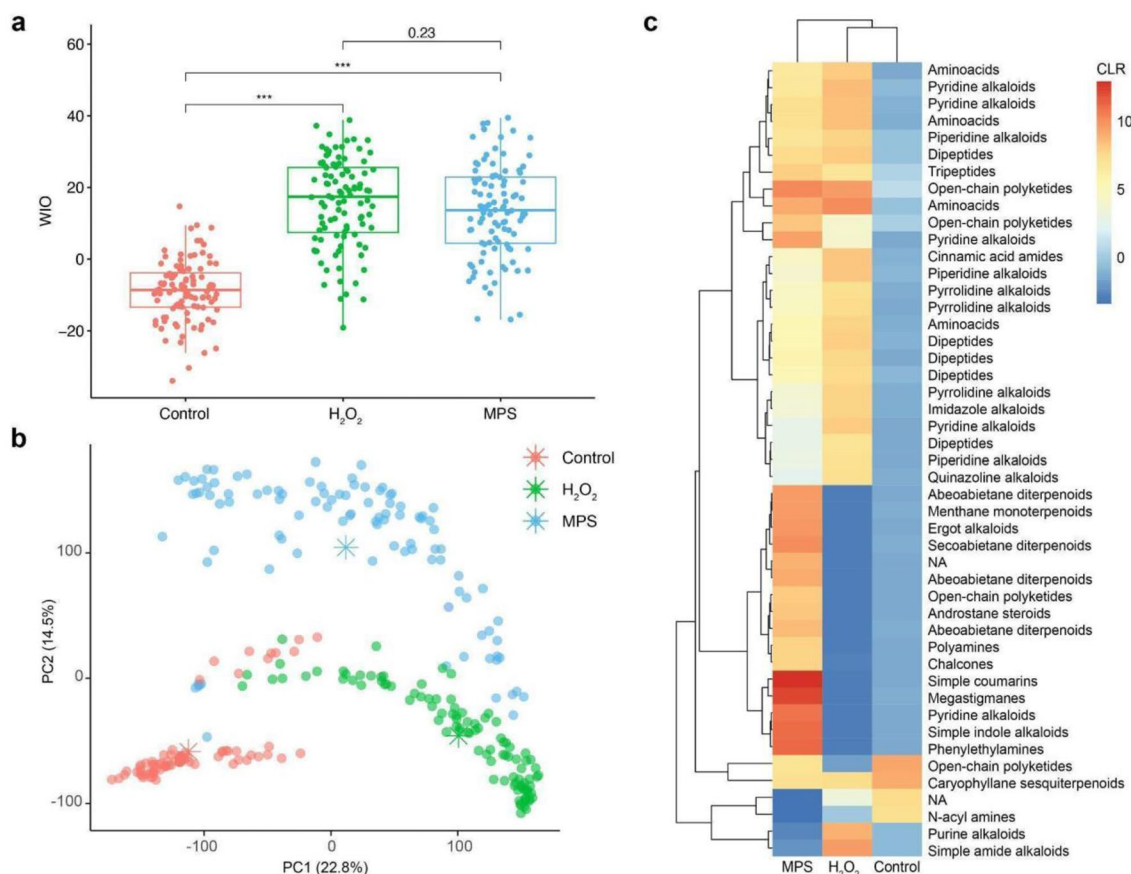 a
60
40
20
0
−20
WIO
0.23
***
***
Control
H₂O₂
MPS
b
Control
H₂O₂
MPS
100
0
-100
PC2 (14.5%)
-100
0
100
PC1 (22.8%)
c
Aminoacids
Pyridine alkaloids
Pyridine alkaloids
Aminoacids
Piperidine alkaloids
Dipeptides
Tripeptides
Open-chain polyketides
Aminoacids
Open-chain polyketides
Pyridine alkaloids
Cinnamic acid amides
Piperidine alkaloids
Pyrrolidine alkaloids
Pyrrolidine alkaloids
Aminoacids
Dipeptides
Dipeptides
Dipeptides
Pyrrolidine alkaloids
Imidazole alkaloids
Pyridine alkaloids
Dipeptides
Piperidine alkaloids
Quinazoline alkaloids
Abeoabietane diterpenoids
Menthane monoterpenoids
Ergot alkaloids
Secoabietane diterpenoids
NA
Abeoabietane diterpenoids
Open-chain polyketides
Androstane steroids
Abeoabietane diterpenoids
Polyamines
Chalcones
Simple coumarins
Megastigmanes
Pyridine alkaloids
Simple indole alkaloids
Phenylethylamines
Open-chain polyketides
Caryophyllane sesquiterpenoids
NA
N-acyl amines
Purine alkaloids
Simple amide alkaloids
MPS H₂O₂ Control
CLR
10
5
0